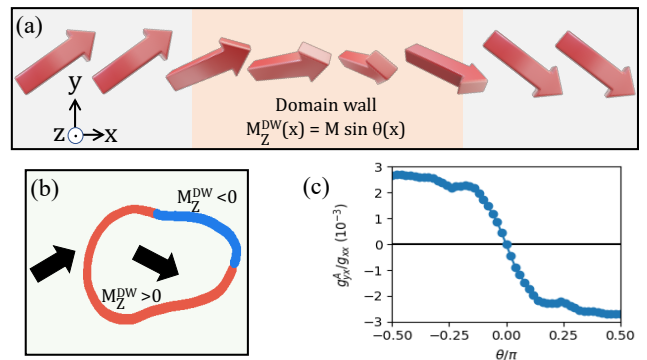 (a)
y
z
x
Domain wall
M_Z^DW(x) = M sin θ(x)
(b)
M_Z^DW <0
M_Z^DW >0
(c)
g_yx^A/g_xx (10^-3)
3
2
1
0
−1
−2
−3
−0.50 −0.25 0.00 0.25 0.50
θ/π